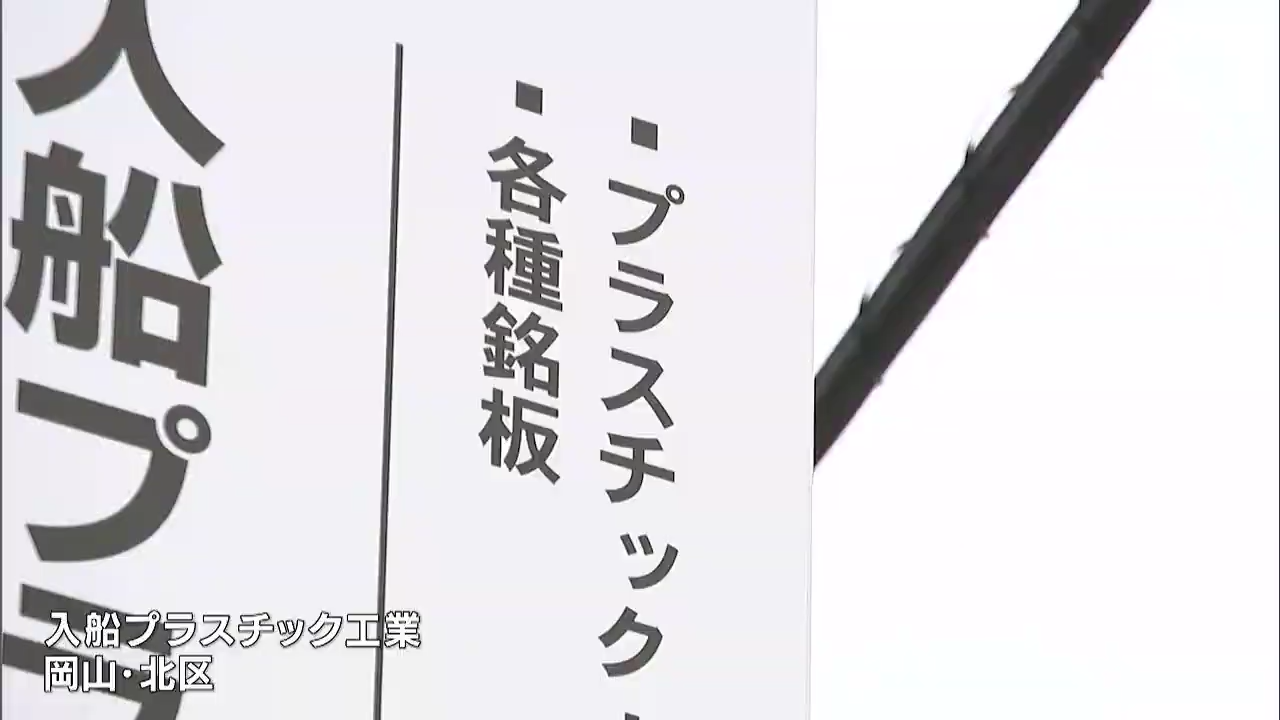 ・プラスチック
・各種銘板
入船プラ
入船プラスチック工業
岡山・北区